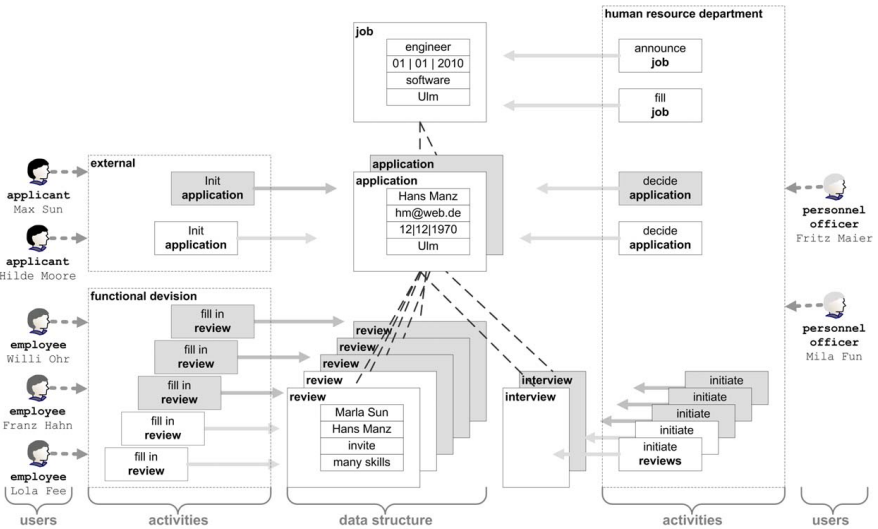 human resource department
job
engineer
01 | 01 | 2010
software
Ulm
announce
job
fill
job
external
Init
application
Init
application
applicant
Max Sun
applicant
Hilde Moore
application
application
Hans Manz
hm@web.de
12|12|1970
Ulm
decide
application
decide
application
personnel
officer
Fritz Maier
personnel
officer
Mila Fun
functional devision
fill in
review
fill in
review
fill in
review
fill in
review
fill in
review
employee
Willi Ohr
employee
Franz Hahn
employee
Lola Fee
review
review
review
review
review
Marla Sun
Hans Manz
invite
many skills
interview
interview
initiate
initiate
initiate
initiate
initiate
reviews
users
activities
data structure
activities
users